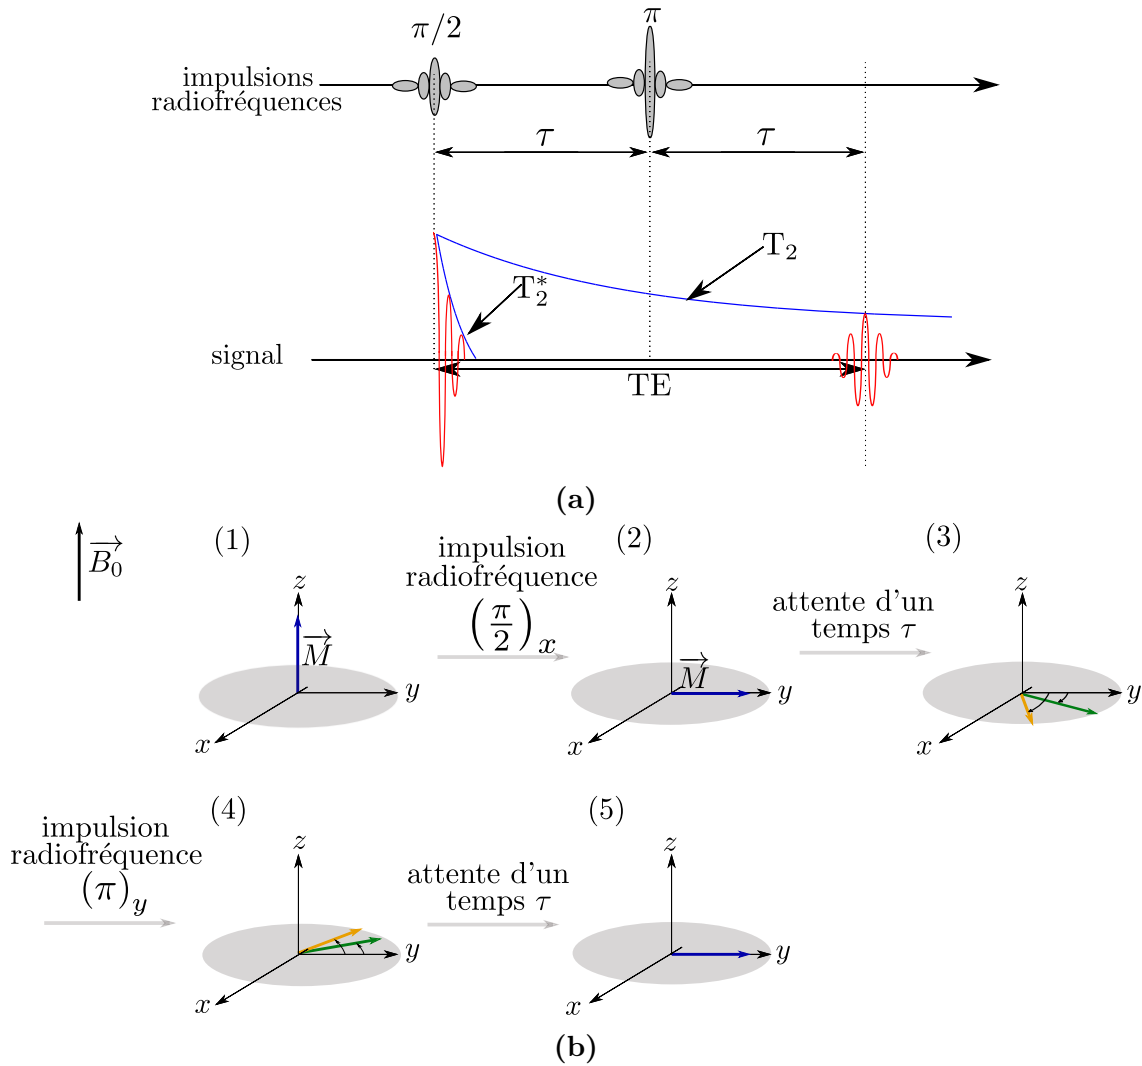 π/2
π
impulsions
radiofréquences
τ
τ
T₂
T₂*
signal
TE
(a)
B₀
(1)
z
M
y
x
impulsion
radiofréquence
(π/2)ₓ
(2)
z
M
y
x
attente d'un
temps τ
(3)
z
y
x
impulsion
radiofréquence
(π)y
(4)
z
y
x
attente d'un
temps τ
(5)
z
y
x
(b)